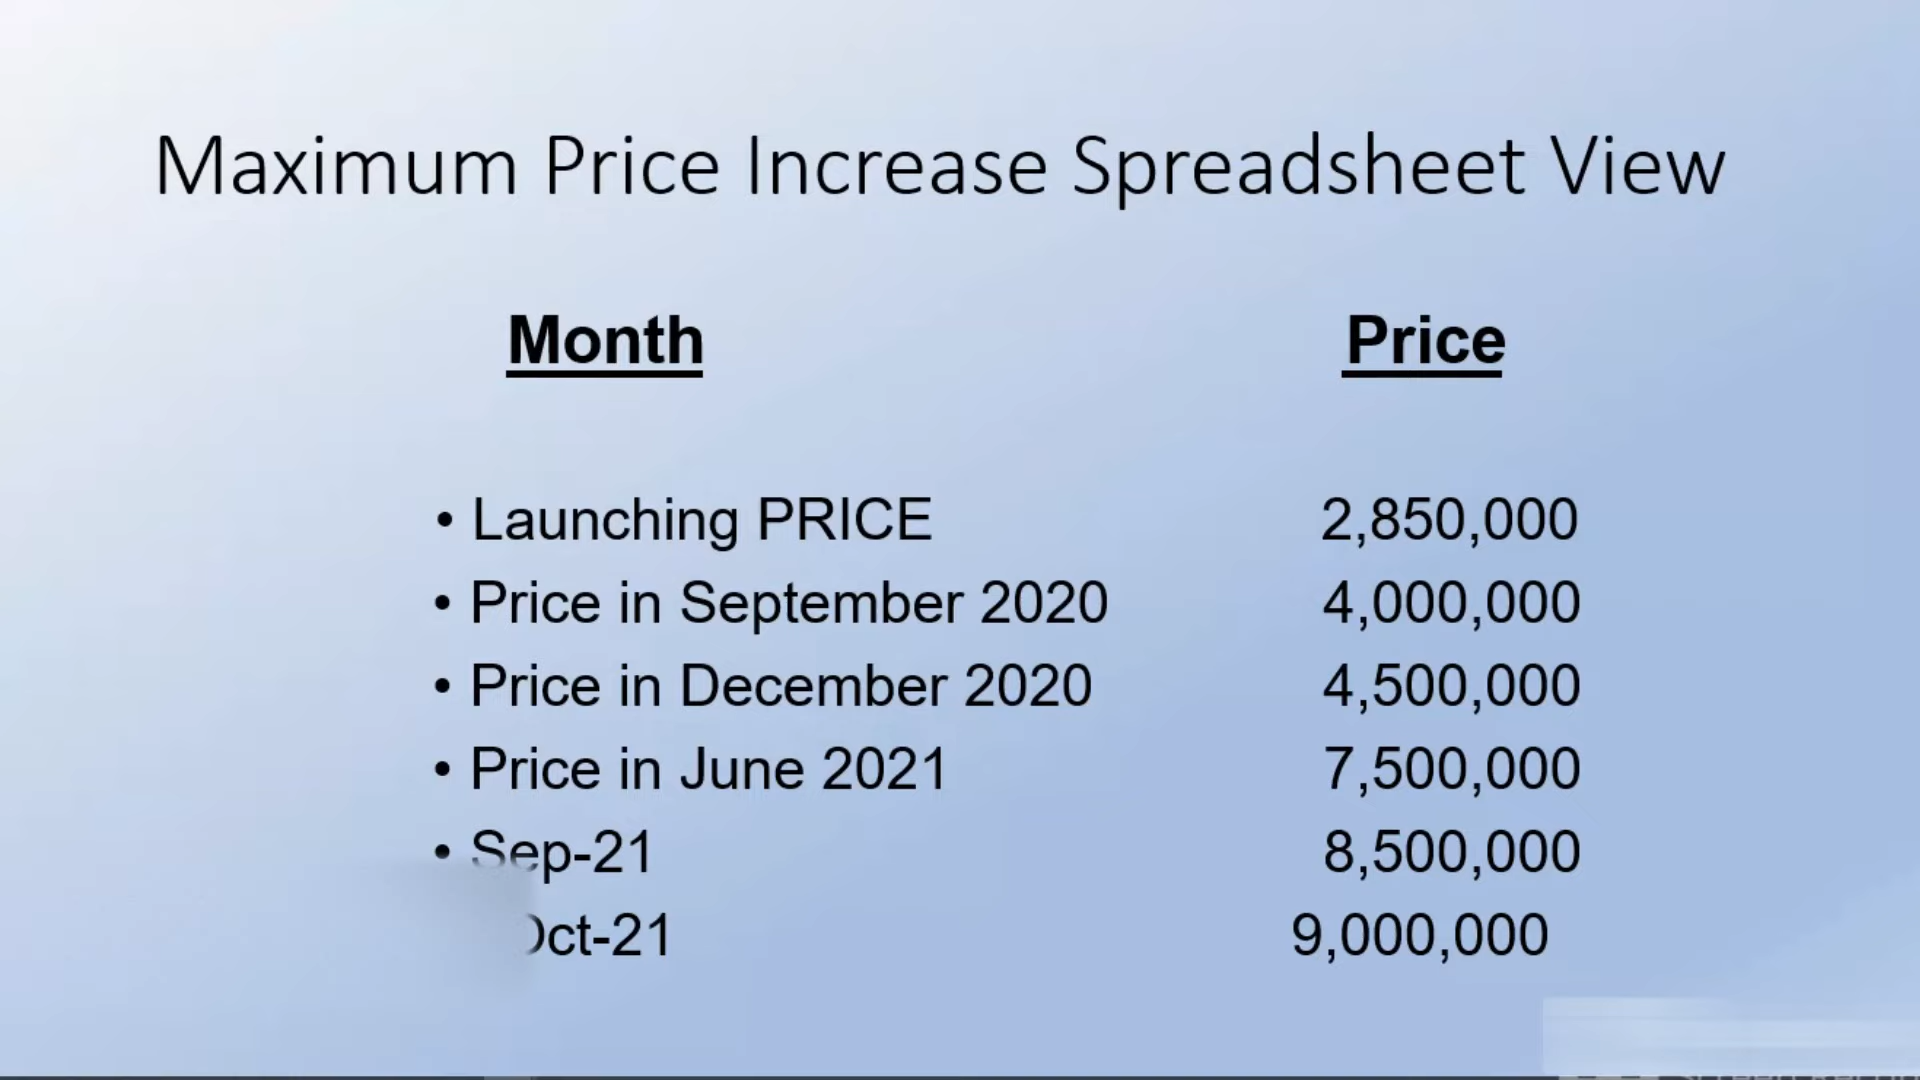 Maximum Price Increase Spreadsheet View
Month Price
• Launching PRICE 2,850,000
• Price in September 2020 4,000,000
• Price in December 2020 4,500,000
• Price in June 2021 7,500,000
• Sep-21 8,500,000
Oct-21 9,000,000